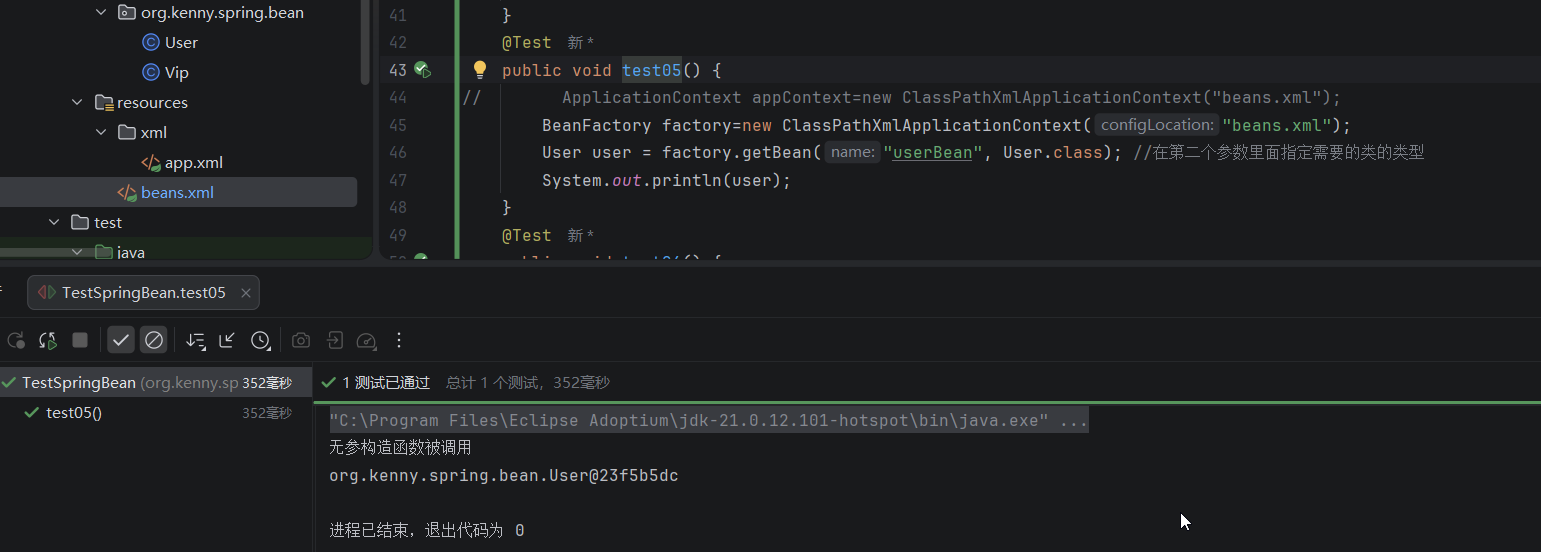 org.kenny.spring.bean
User
Vip
resources
xml
app.xml
beans.xml
test
java
41 }
42 @Test 新 *
43 public void test05() {
44 // ApplicationContext appContext=new ClassPathXmlApplicationContext("beans.xml");
45 BeanFactory factory=new ClassPathXmlApplicationContext( configLocation: "beans.xml");
46 User user = factory.getBean( name: "userBean", User.class); //在第二个参数里面指定需要的类的类型
47 System.out.println(user);
48 }
49 @Test 新 *
TestSpringBean.test05
TestSpringBean (org.kenny.sp 352毫秒
test05() 352毫秒
1 测试已通过 总计 1 个测试，352毫秒
"C:\Program Files\Eclipse Adoptium\jdk-21.0.12.101-hotspot\bin\java.exe" ...
无参构造函数被调用
org.kenny.spring.bean.User@23f5b5dc
进程已结束，退出代码为 0